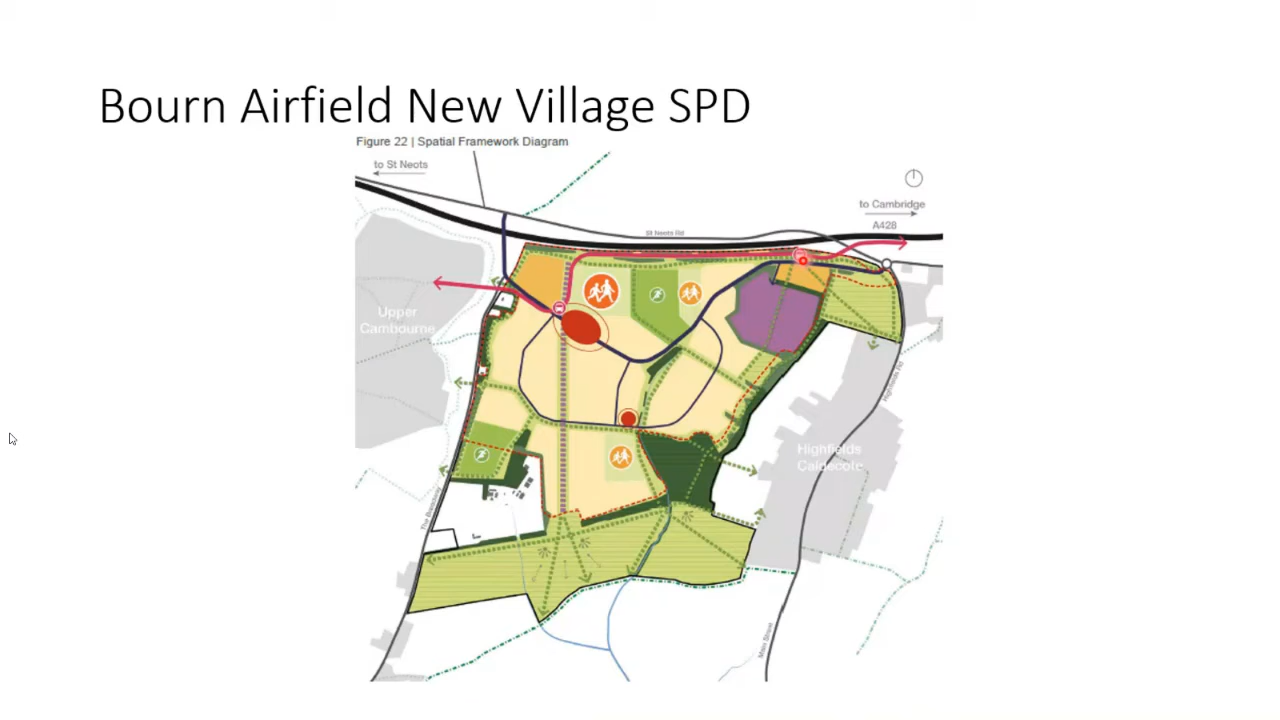 Bourn Airfield New Village SPD
Figure 22 | Spatial Framework Diagram
to St Neots
to Cambridge
A428
St Neots Rd
Upper
Cambourne
Highfields Rd
Highfields
Caldecote
The Broadway
Main Street